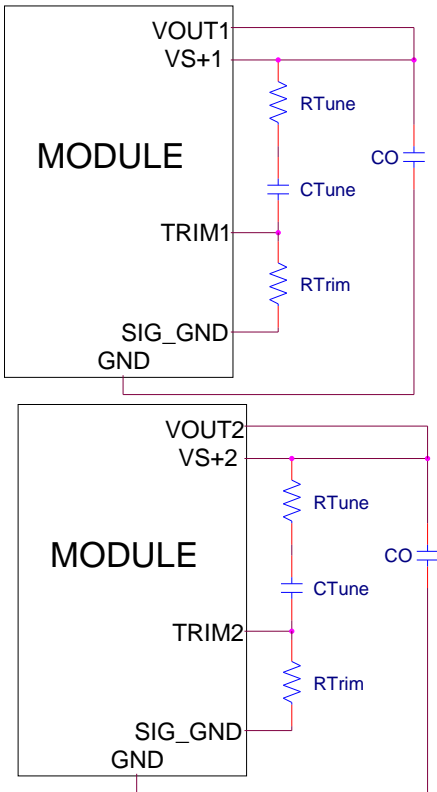 VOUT1
VS+1
RTune
MODULE
CO
CTune
TRIM1
RTrim
SIG_GND
GND
VOUT2
VS+2
RTune
MODULE
CO
CTune
TRIM2
RTrim
SIG_GND
GND